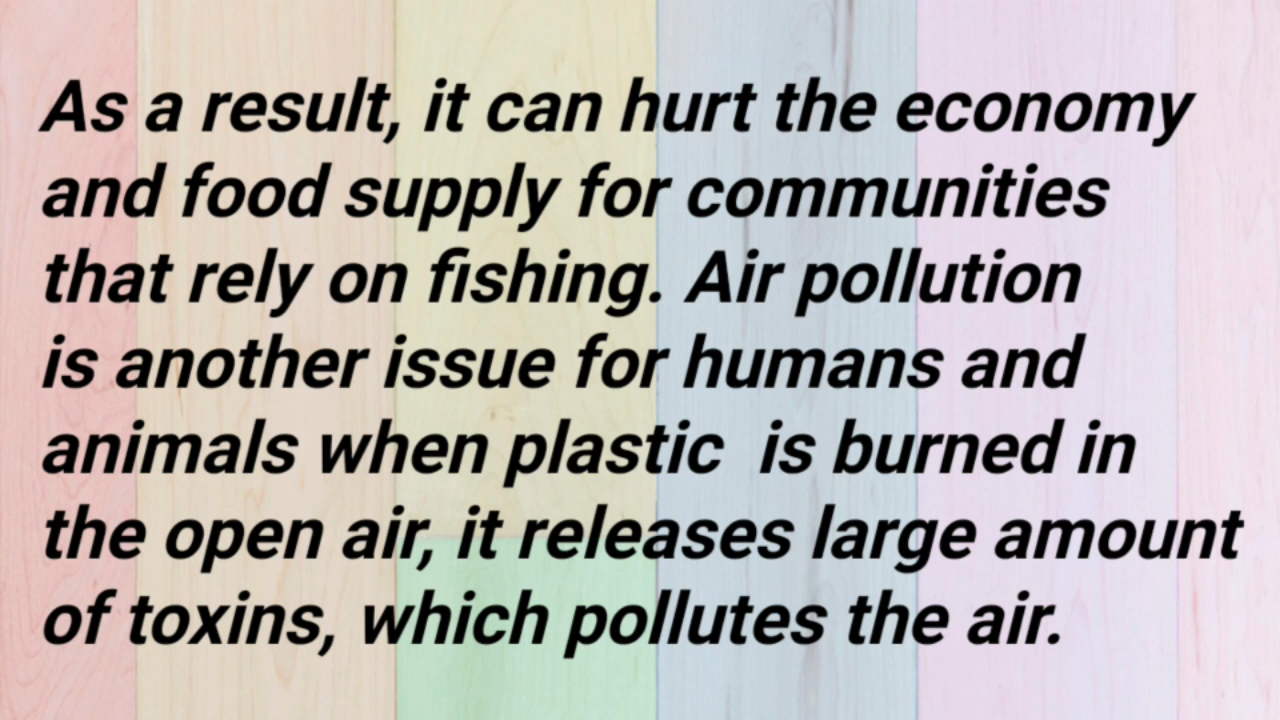 As a result, it can hurt the economy
and food supply for communities
that rely on fishing. Air pollution
is another issue for humans and
animals when plastic  is burned in
the open air, it releases large amount
of toxins, which pollutes the air.